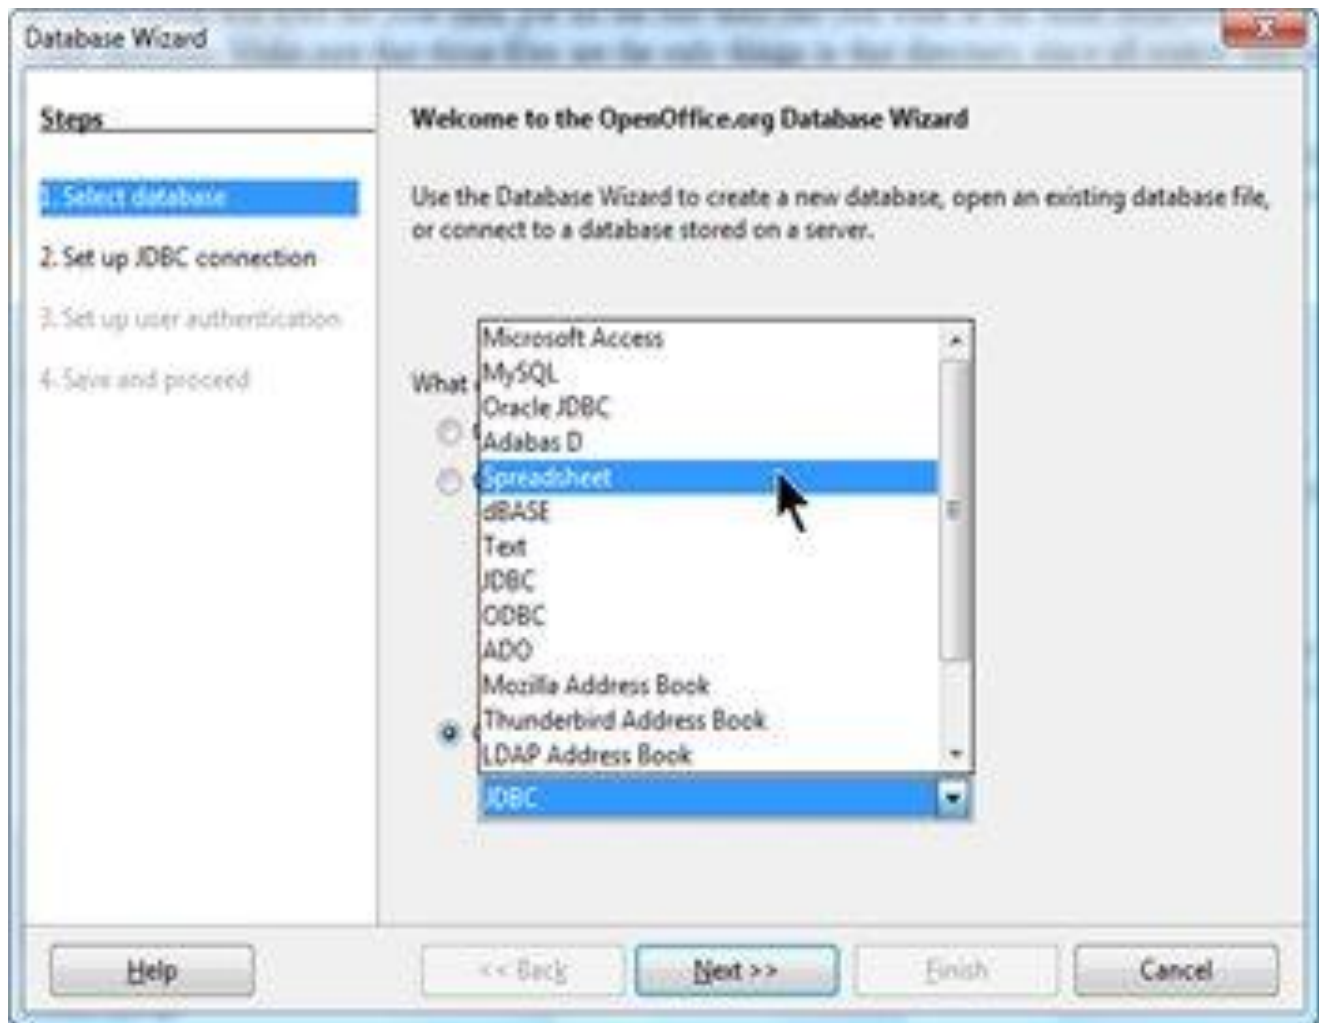 Database Wizard
Steps
1. Select database
2. Set up JDBC connection
3. Set up user authentication
4. Save and proceed
Welcome to the OpenOffice.org Database Wizard
Use the Database Wizard to create a new database, open an existing database file,
or connect to a database stored on a server.
What
Microsoft Access
MySQL
Oracle JDBC
Adabas D
Spreadsheet
dBASE
Text
JDBC
ODBC
ADO
Mozilla Address Book
Thunderbird Address Book
LDAP Address Book
JDBC
Help
<< Back
Next >>
Finish
Cancel